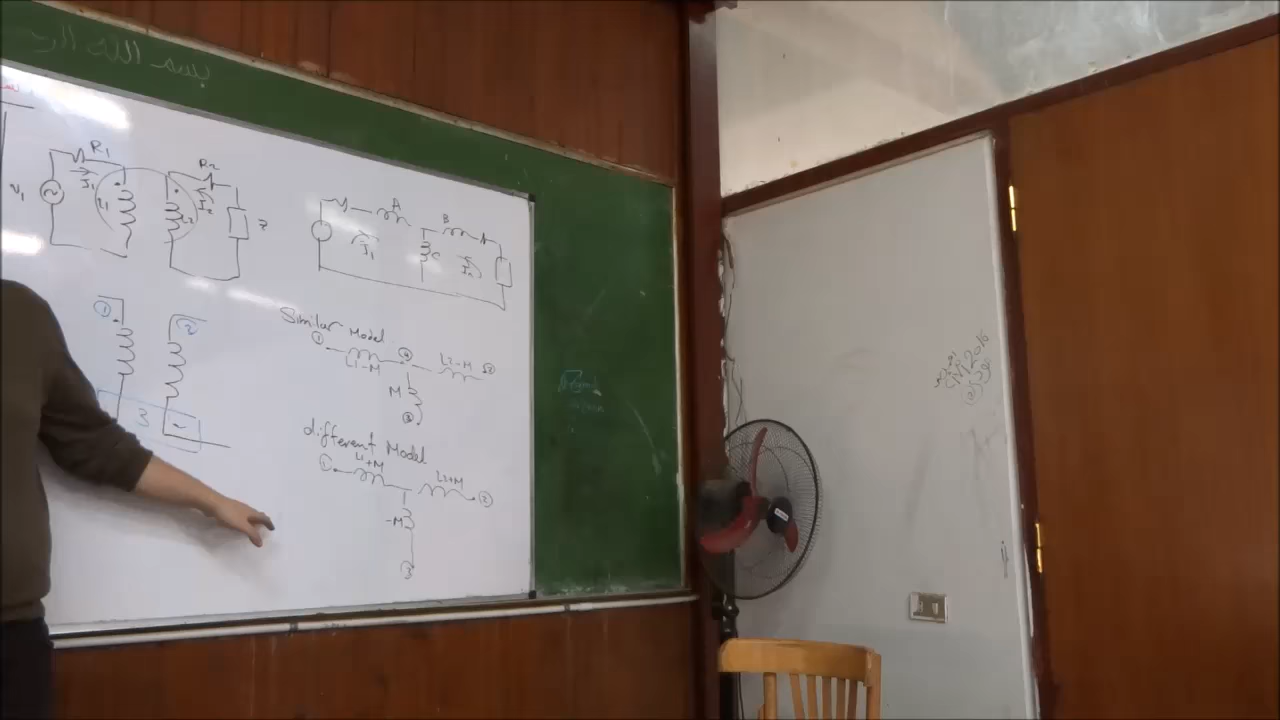 بسم الله الر
R1
R2
V1
I1
L1
L2
I2
Z
A
B
C
I1
I2
1
2
3
Similar Model
1
L1-M
L2-M
2
M
3
different Model
1
L1+M
L2+M
2
-M
3
2016